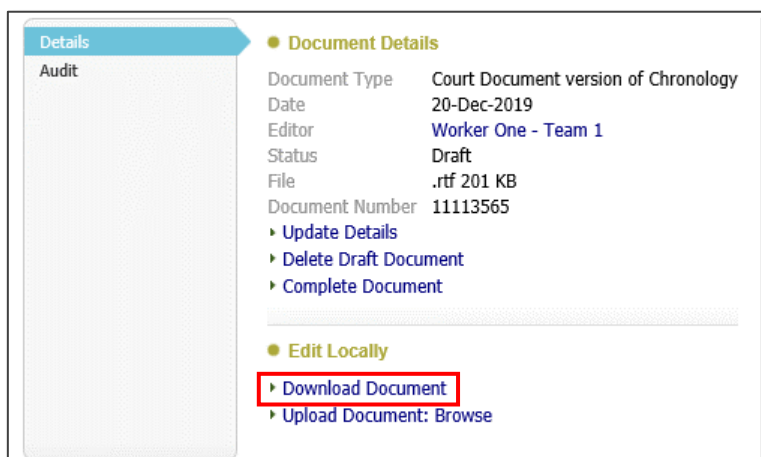 Details
Audit
Document Details
Document Type Court Document version of Chronology
Date 20-Dec-2019
Editor Worker One - Team 1
Status Draft
File .rtf 201 KB
Document Number 11113565
Update Details
Delete Draft Document
Complete Document
Edit Locally
Download Document
Upload Document: Browse